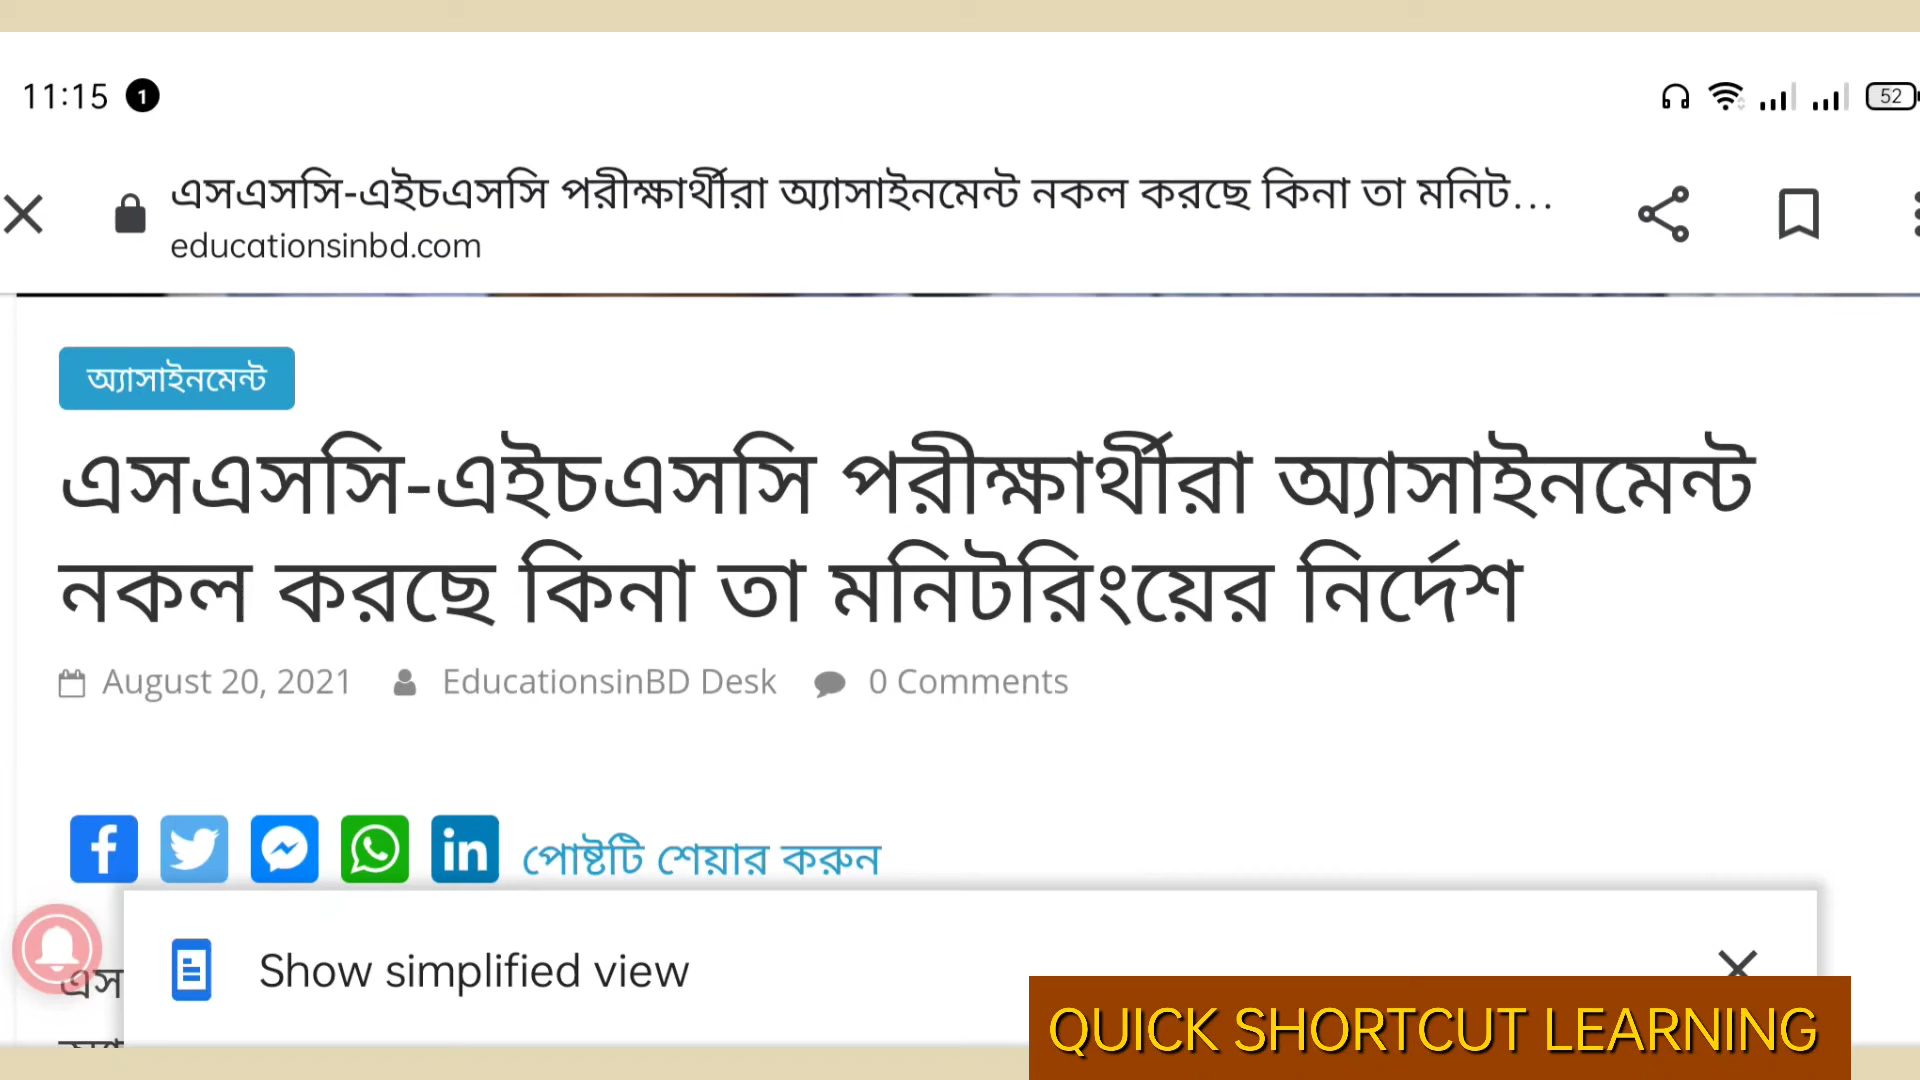 11:15 1
52
এসএসসি-এইচএসসি পরীক্ষার্থীরা অ্যাসাইনমেন্ট নকল করছে কিনা তা মনিট...
educationsinbd.com
অ্যাসাইনমেন্ট
এসএসসি-এইচএসসি পরীক্ষার্থীরা অ্যাসাইনমেন্ট
নকল করছে কিনা তা মনিটরিংয়ের নির্দেশ
August 20, 2021 EducationsinBD Desk 0 Comments
পোষ্টটি শেয়ার করুন
Show simplified view
QUICK SHORTCUT LEARNING